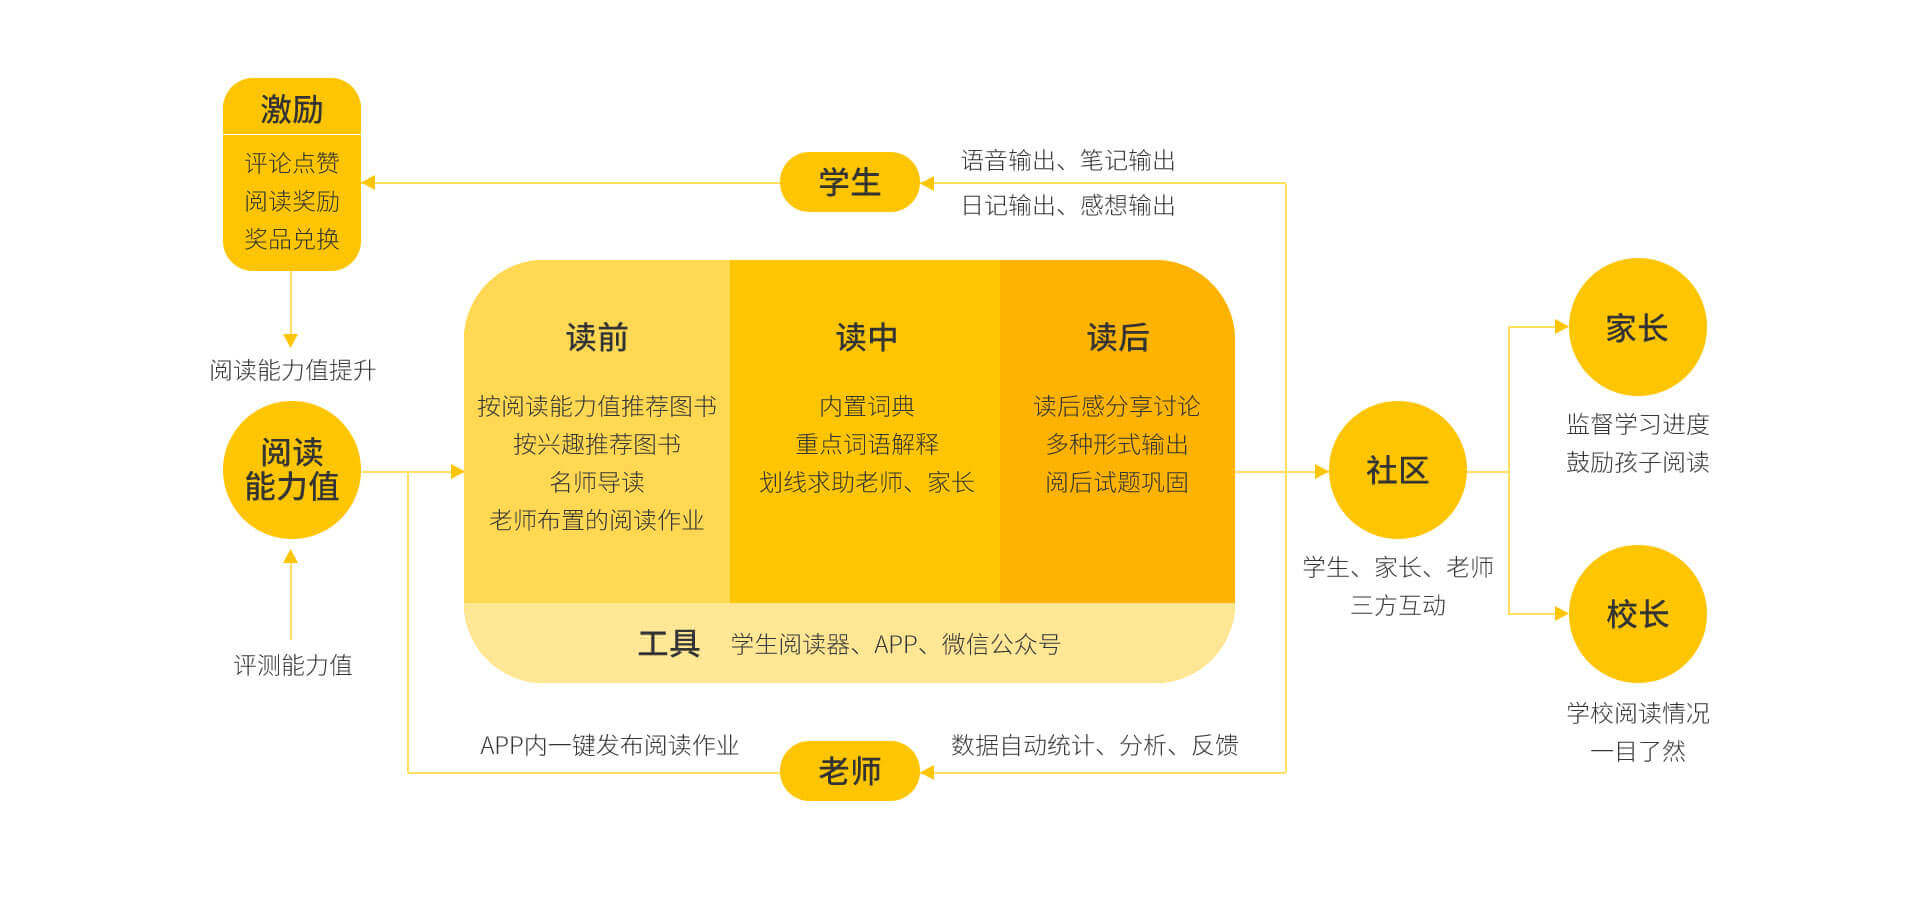 激励
评论点赞
阅读奖励
奖品兑换
阅读能力值提升
阅读
能力值
评测能力值
学生
语音输出、笔记输出
日记输出、感想输出
读前
按阅读能力值推荐图书
按兴趣推荐图书
名师导读
老师布置的阅读作业
读中
内置词典
重点词语解释
划线求助老师、家长
读后
读后感分享讨论
多种形式输出
阅后试题巩固
工具
学生阅读器、APP、微信公众号
APP内一键发布阅读作业
老师
数据自动统计、分析、反馈
社区
学生、家长、老师
三方互动
家长
监督学习进度
鼓励孩子阅读
校长
学校阅读情况
一目了然